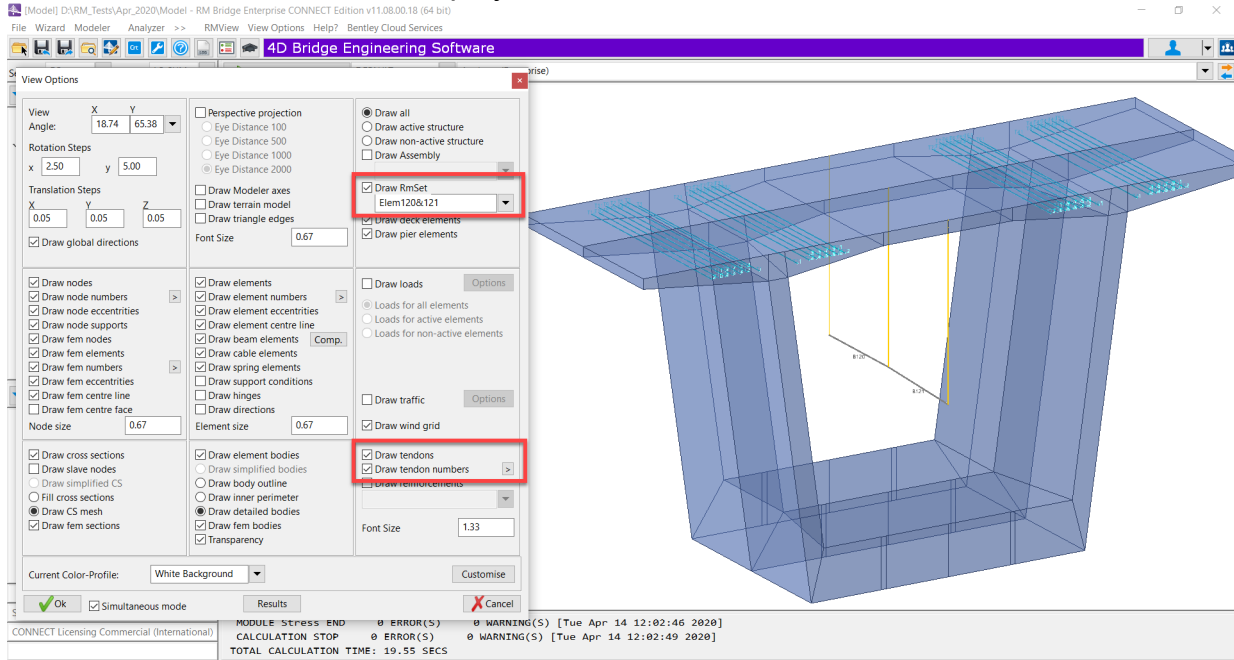 [Model] D:\RM_Tests\Apr_2020\Model - RM Bridge Enterprise CONNECT Edition v11.08.00.18 (64 bit)
File Wizard Modeler Analyzer >> RMView View Options Help? Bentley Cloud Services
4D Bridge Engineering Software
View Options
View Angle: X Y
18.74 65.38
Rotation Steps
x 2.50 y 5.00
Translation Steps
X Y Z
0.05 0.05 0.05
Draw global directions
Perspective projection
Eye Distance 100
Eye Distance 500
Eye Distance 1000
Eye Distance 2000
Draw Modeler axes
Draw terrain model
Draw triangle edges
Font Size 0.67
Draw all
Draw active structure
Draw non-active structure
Draw Assembly
Draw RmSet
Elem120&121
Draw deck elements
Draw pier elements
Draw nodes
Draw node numbers >
Draw node eccentrities
Draw node supports
Draw fem nodes
Draw fem elements
Draw fem numbers >
Draw fem eccentrities
Draw fem centre line
Draw fem centre face
Node size 0.67
Draw elements
Draw element numbers >
Draw element eccentrities
Draw element centre line
Draw beam elements Comp.
Draw cable elements
Draw spring elements
Draw support conditions
Draw hinges
Draw directions
Element size 0.67
Draw loads Options
Loads for all elements
Loads for active elements
Loads for non-active elements
Draw traffic Options
Draw wind grid
Draw cross sections
Draw slave nodes
Draw simplified CS
Fill cross sections
Draw CS mesh
Draw fem sections
Draw element bodies
Draw simplified bodies
Draw body outline
Draw inner perimeter
Draw detailed bodies
Draw fem bodies
Transparency
Draw tendons
Draw tendon numbers >
Draw reinforcements
Font Size 1.33
Current Color-Profile: White Background Customise
Ok Simultaneous mode Results Cancel
B120
B121
CONNECT Licensing Commercial (International)
MODULE Stress END 0 ERROR(S) 0 WARNING(S) [Tue Apr 14 12:02:46 2020]
CALCULATION STOP 0 ERROR(S) 0 WARNING(S) [Tue Apr 14 12:02:49 2020]
TOTAL CALCULATION TIME: 19.55 SECS